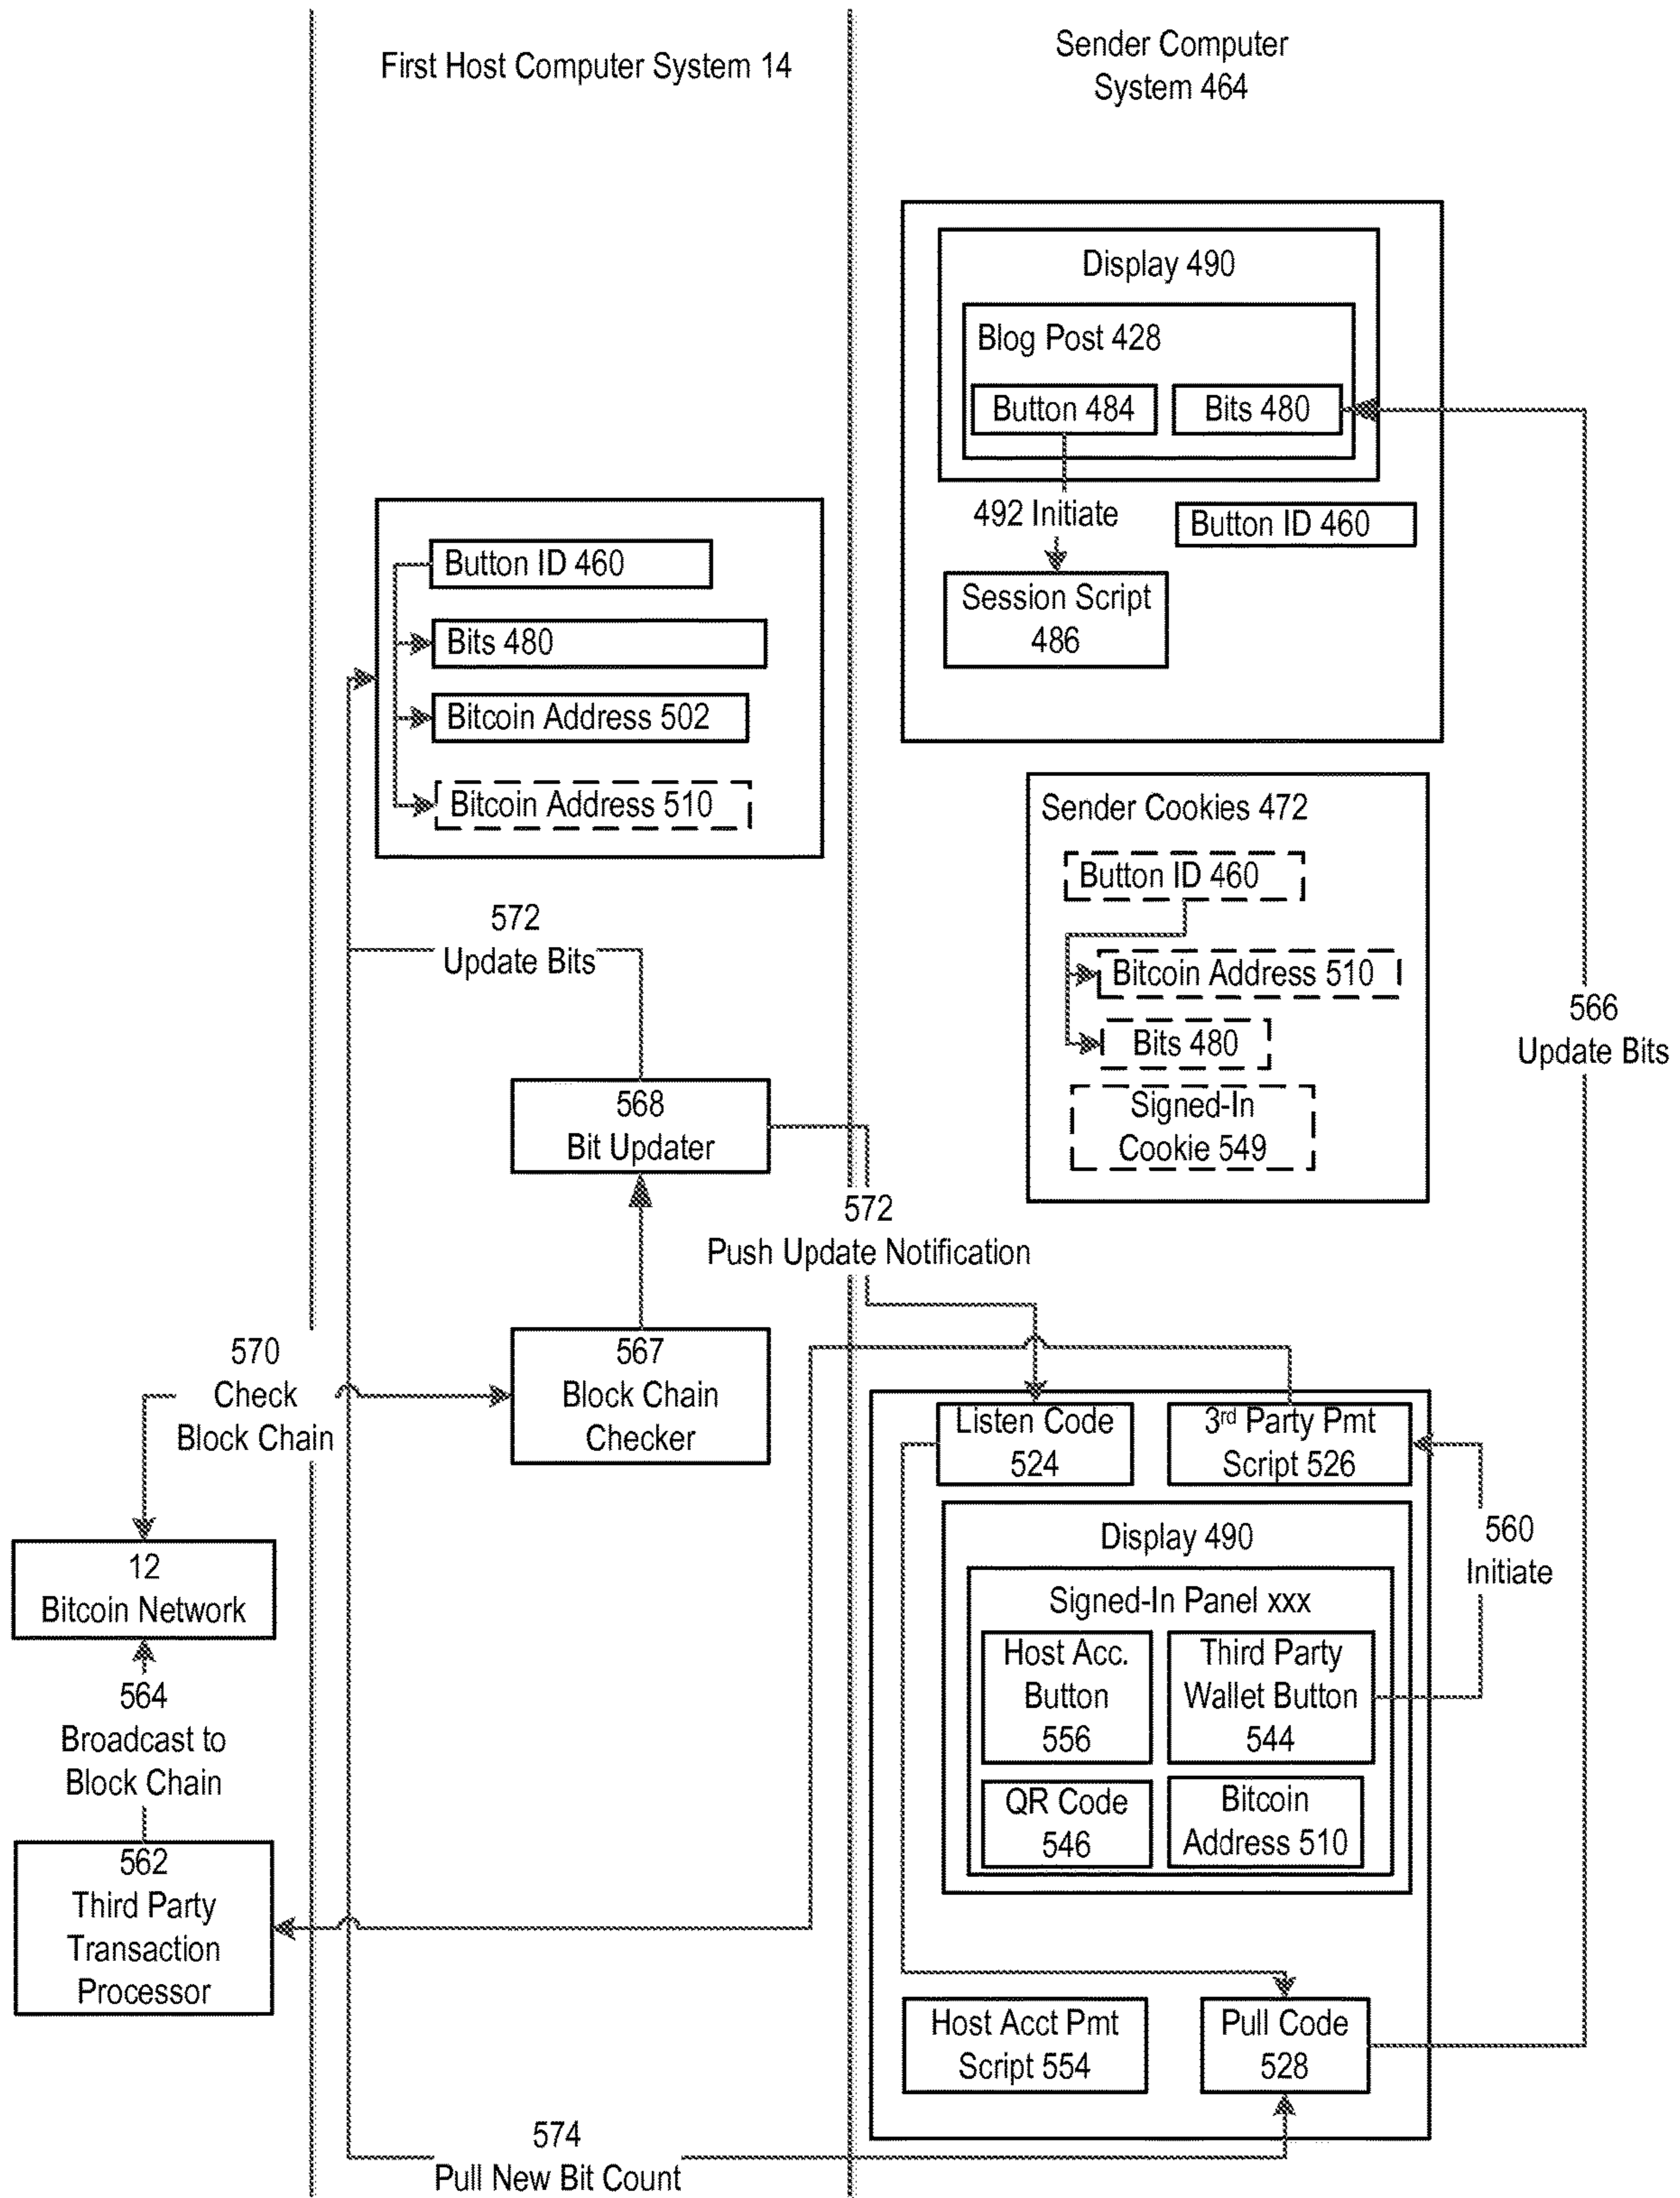 First Host Computer System 14
Sender Computer
System 464
Display 490
Blog Post 428
Button 484
Bits 480
492 Initiate
Button ID 460
Session Script
486
Button ID 460
Bits 480
Bitcoin Address 502
Bitcoin Address 510
Sender Cookies 472
Button ID 460
Bitcoin Address 510
Bits 480
Signed-In
Cookie 549
566
Update Bits
572
Update Bits
568
Bit Updater
572
Push Update Notification
570
Check
Block Chain
567
Block Chain
Checker
Listen Code
524
3rd Party Pmt
Script 526
560
Initiate
Display 490
Signed-In Panel xxx
Host Acc.
Button
556
Third Party
Wallet Button
544
QR Code
546
Bitcoin
Address 510
12
Bitcoin Network
564
Broadcast to
Block Chain
562
Third Party
Transaction
Processor
Host Acct Pmt
Script 554
Pull Code
528
574
Pull New Bit Count